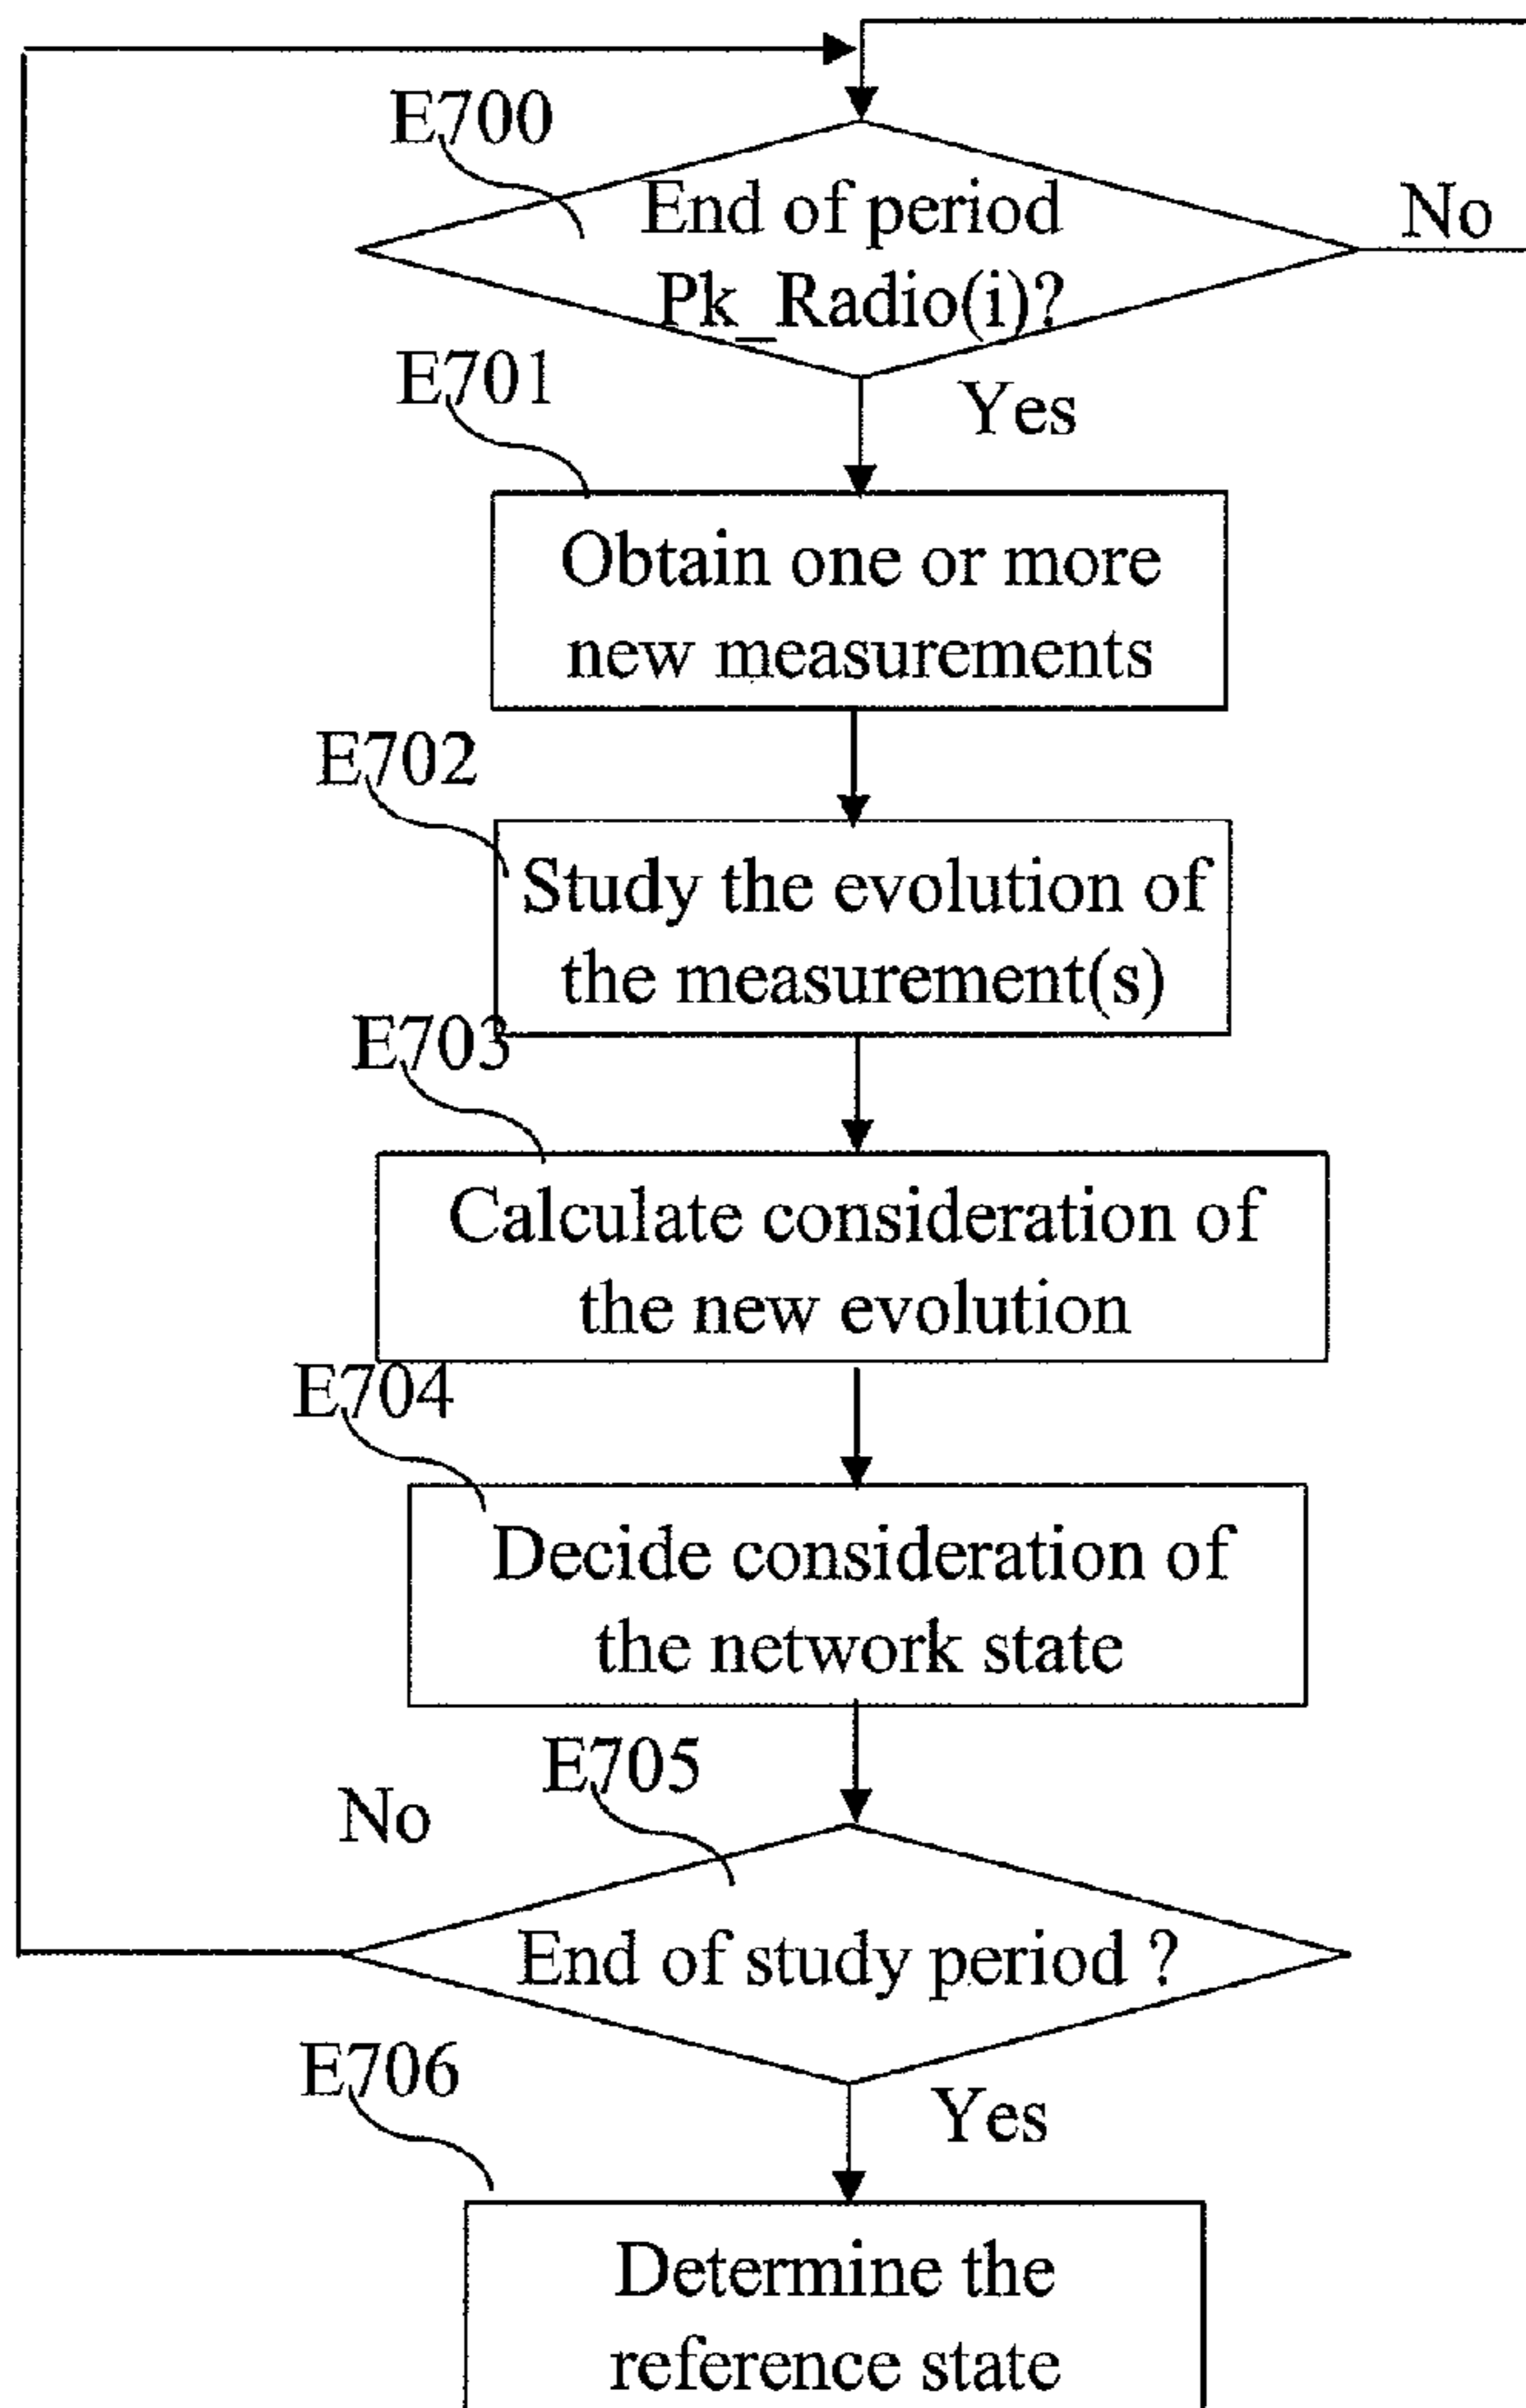 E700
End of period
Pk_Radio(i)?
No
E701
Yes
Obtain one or more
new measurements
E702
Study the evolution of
the measurement(s)
E703
Calculate consideration of
the new evolution
E704
Decide consideration of
the network state
E705
No
End of study period ?
E706
Yes
Determine the
reference state